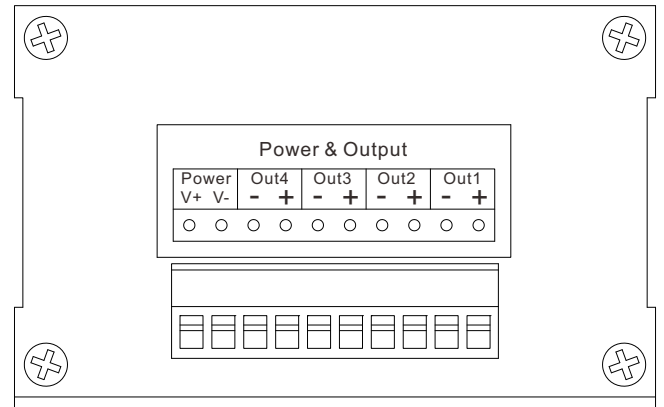 Power & Output
Power Out4 Out3 Out2 Out1
V+ V- - + - + - + - +